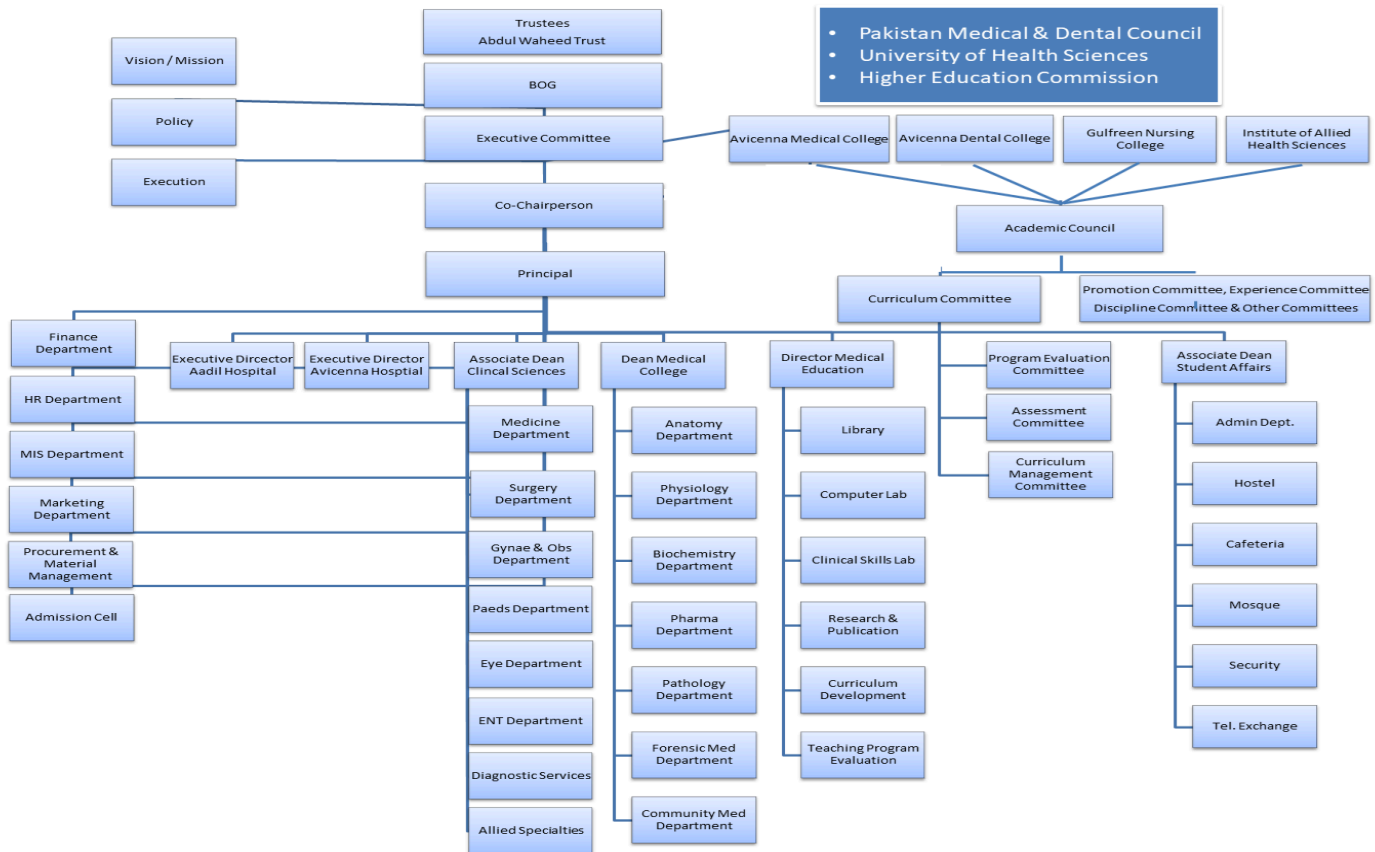 Trustees
Abdul Waheed Trust
• Pakistan Medical & Dental Council
• University of Health Sciences
• Higher Education Commission
Vision / Mission
BOG
Policy
Executive Committee
Avicenna Medical College
Avicenna Dental College
Gulfreen Nursing
College
Institute of Allied
Health Sciences
Execution
Co-Chairperson
Academic Council
Principal
Curriculum Committee
Promotion Committee, Experience Committee
Discipline Committee & Other Committees
Finance
Department
Executive Dircector
Aadil Hospital
Executive Director
Avicenna Hosptial
Associate Dean
Clincal Sciences
Dean Medical
College
Director Medical
Education
Program Evaluation
Committee
Associate Dean
Student Affairs
HR Department
MIS Department
Marketing
Department
Procurement &
Material
Management
Admission Cell
Medicine
Department
Surgery
Department
Gynae & Obs
Department
Paeds Department
Eye Department
ENT Department
Diagnostic Services
Allied Specialties
Anatomy
Department
Physiology
Department
Biochemistry
Department
Pharma
Department
Pathology
Department
Forensic Med
Department
Community Med
Department
Library
Computer Lab
Clinical Skills Lab
Research &
Publication
Curriculum
Development
Teaching Program
Evaluation
Assessment
Committee
Curriculum
Management
Committee
Admin Dept.
Hostel
Cafeteria
Mosque
Security
Tel. Exchange